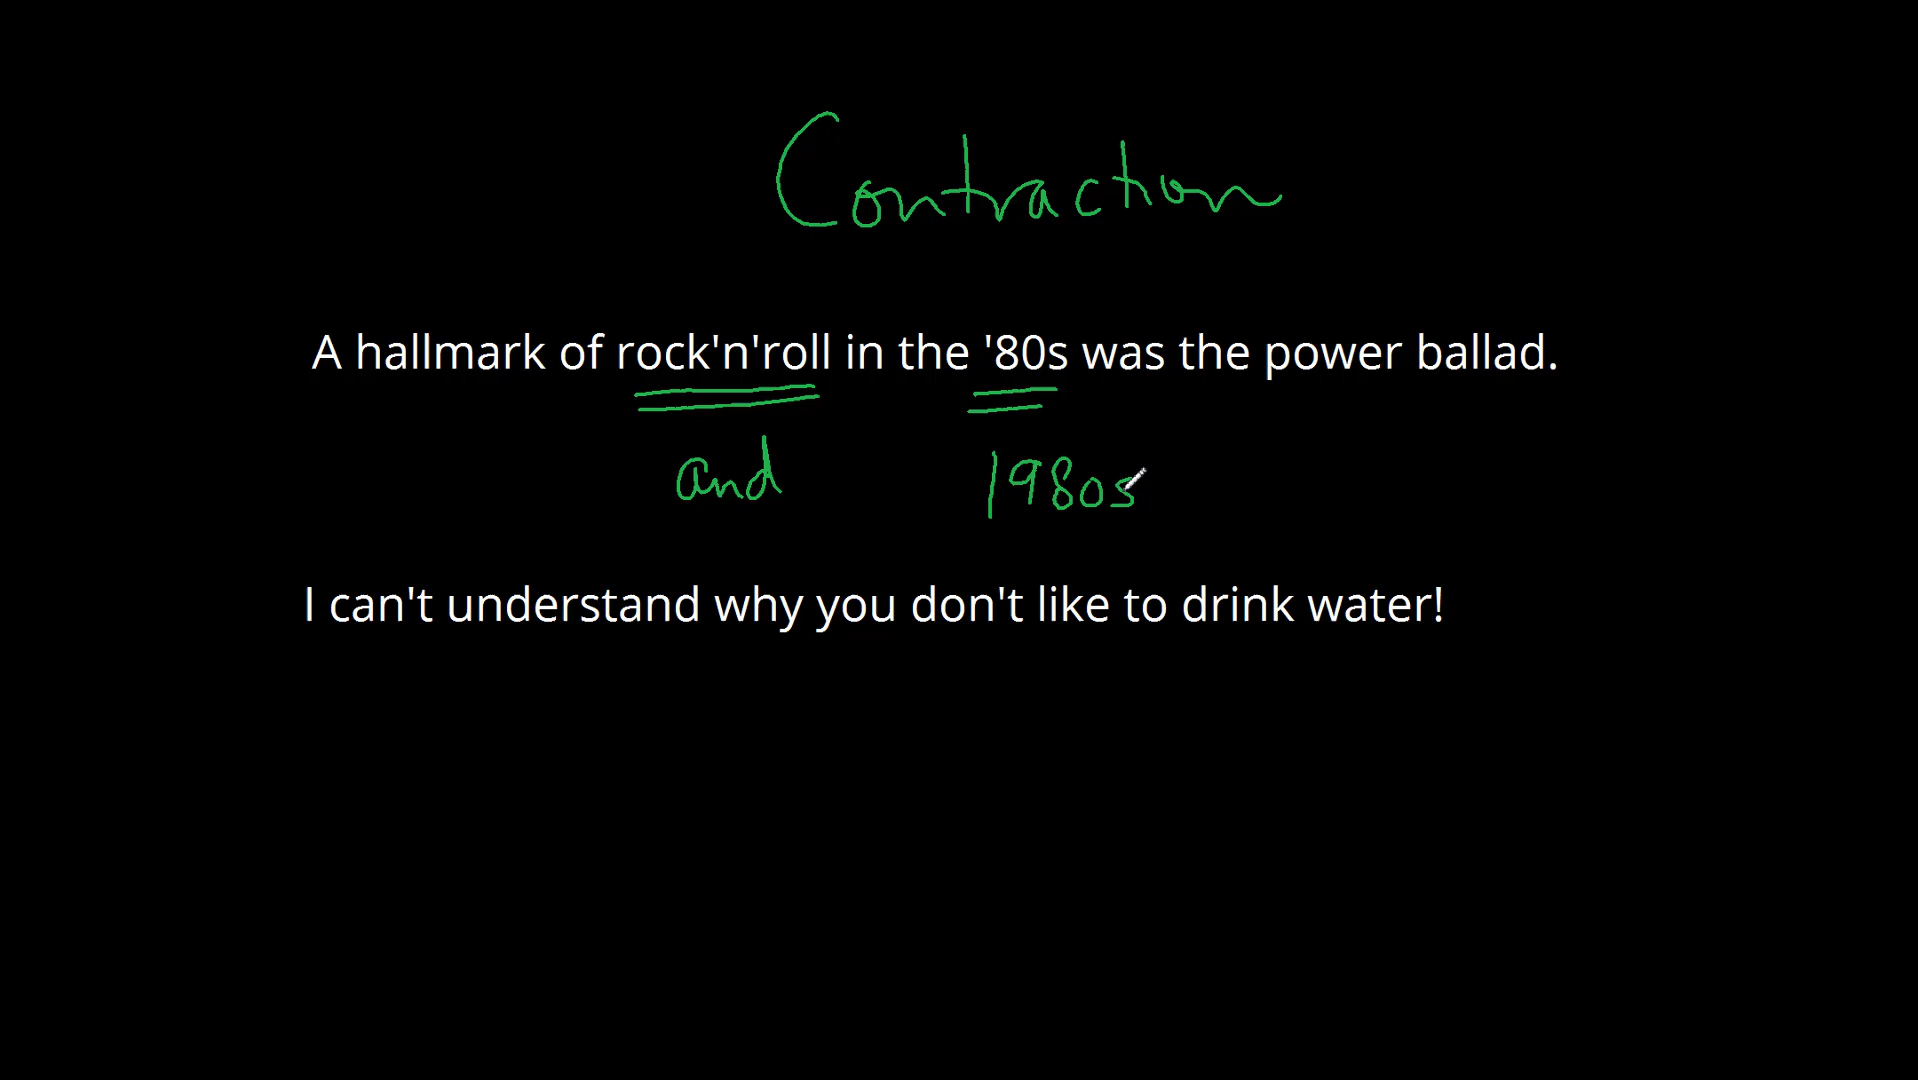 Contraction
A hallmark of rock'n'roll in the '80s was the power ballad.
and 1980s
I can't understand why you don't like to drink water!